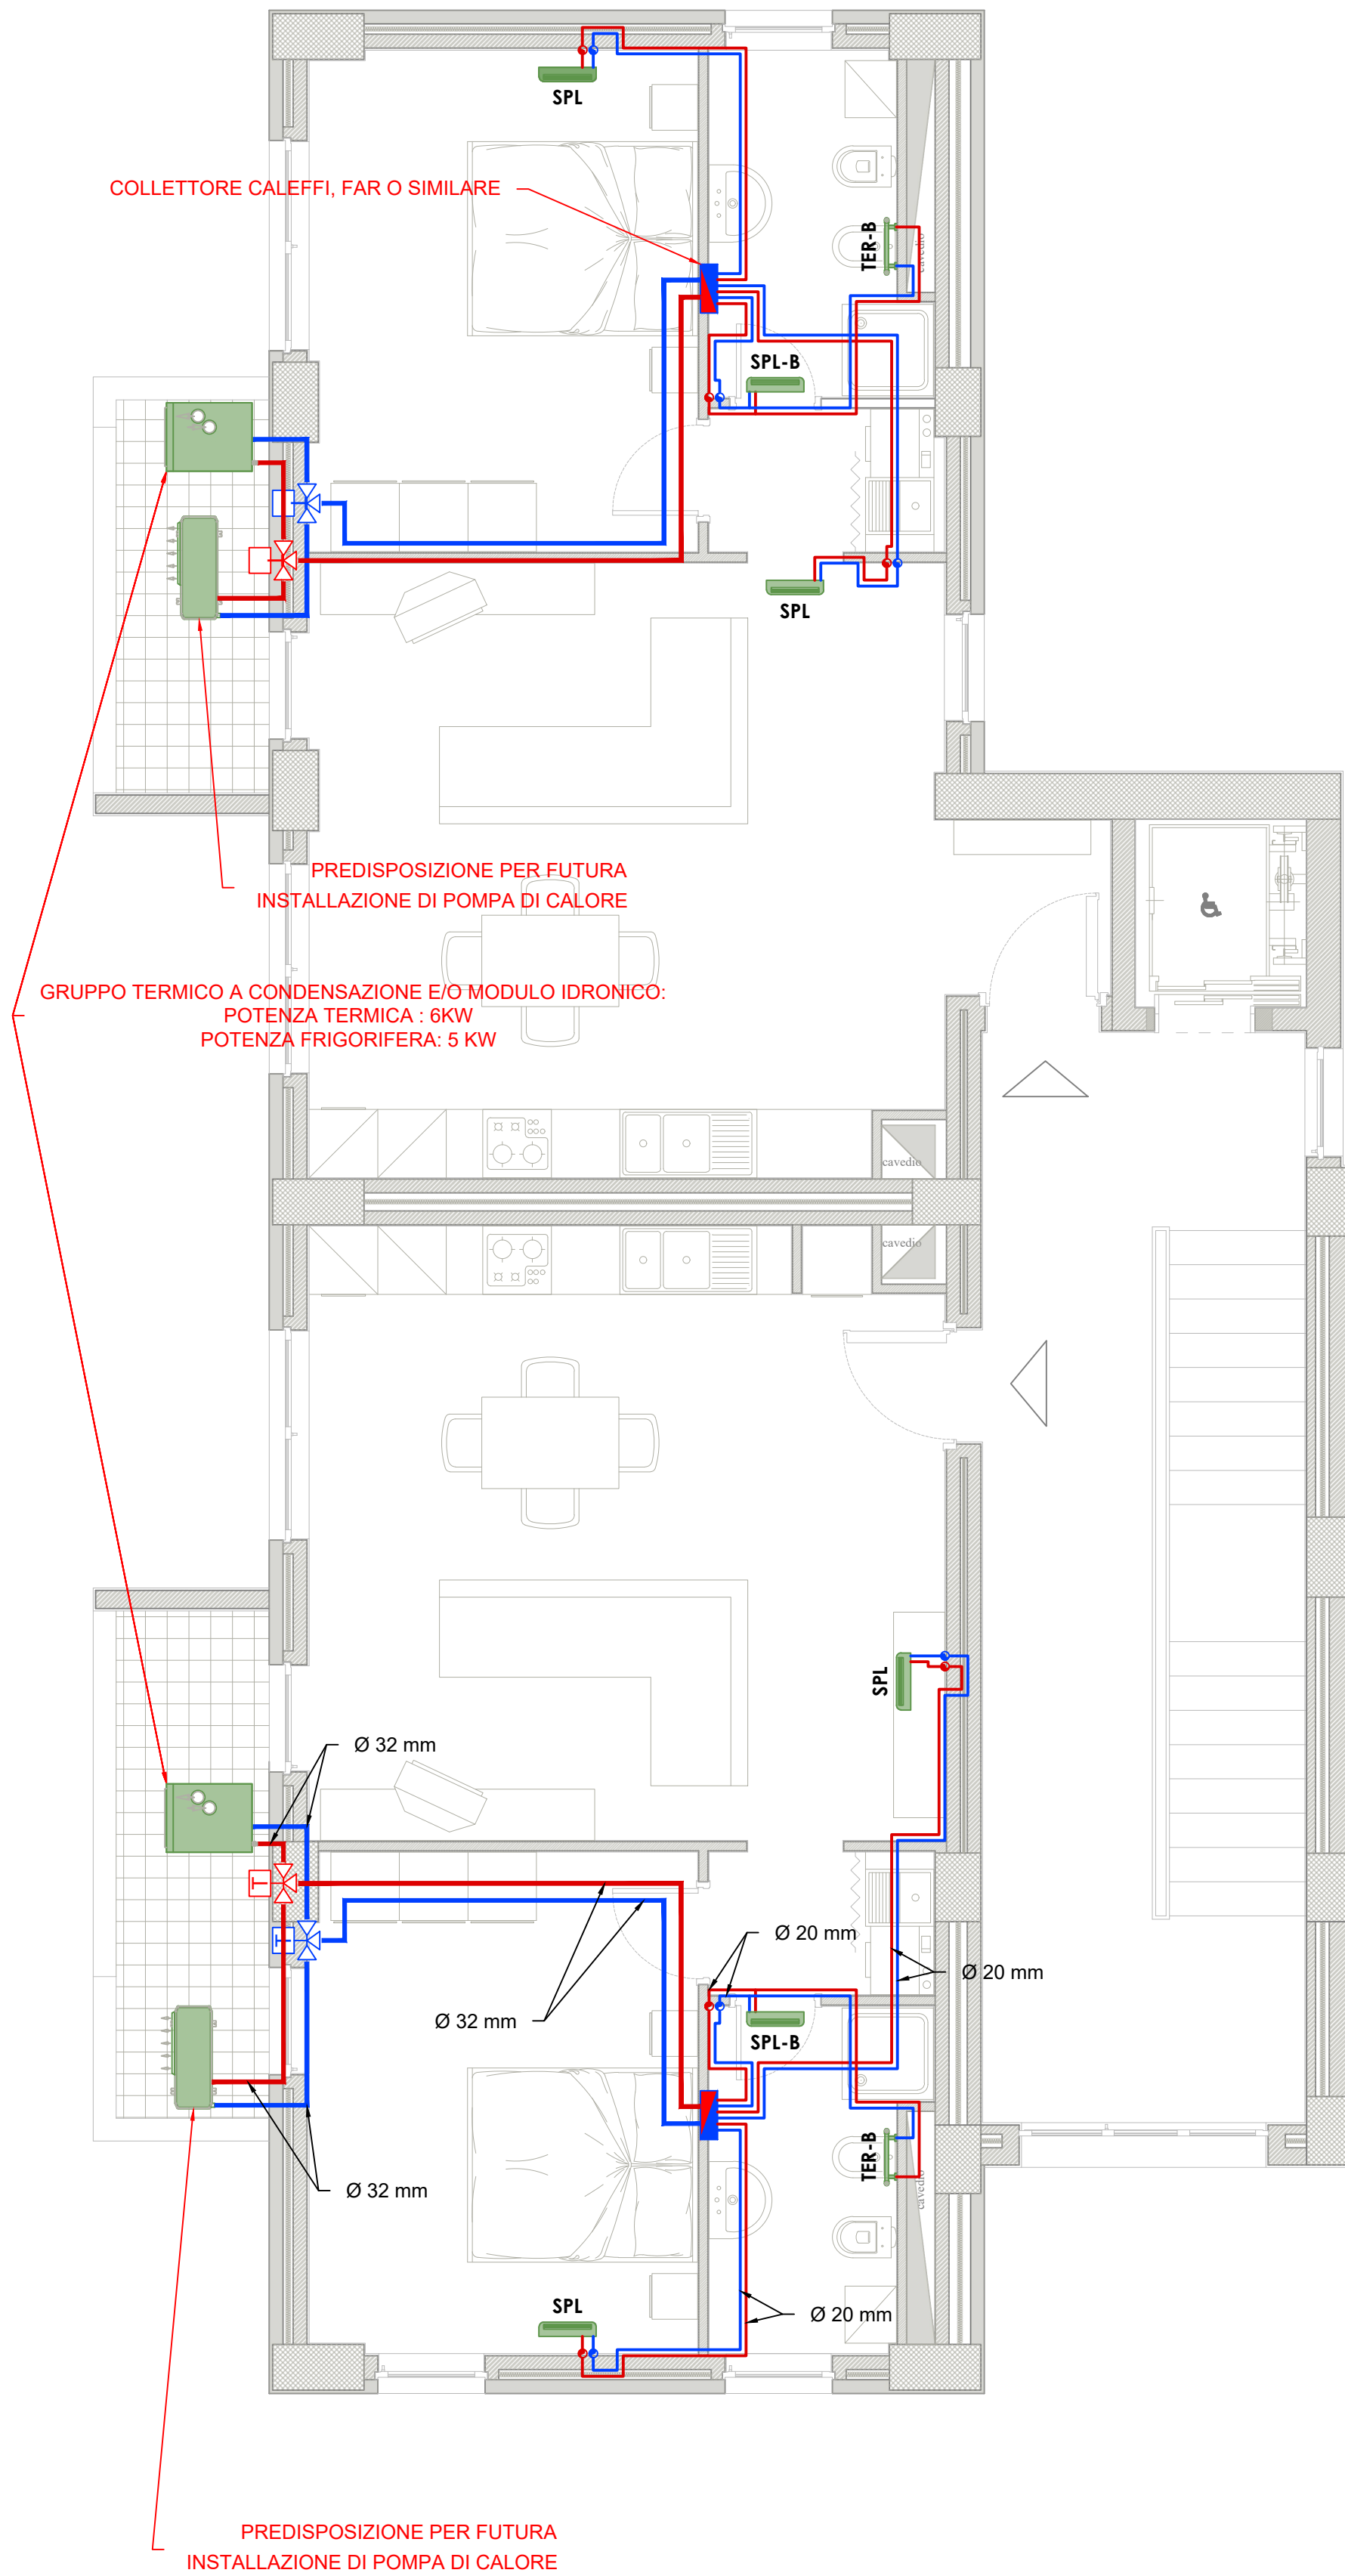 SPL
COLLETTORE CALEFFI, FAR O SIMILARE
TER-B
cavedio
SPL-B
SPL
PREDISPOSIZIONE PER FUTURA
INSTALLAZIONE DI POMPA DI CALORE
GRUPPO TERMICO A CONDENSAZIONE E/O MODULO IDRONICO:
POTENZA TERMICA : 6KW
POTENZA FRIGORIFERA: 5 KW
cavedio
cavedio
SPL
Ø 32 mm
T
T
Ø 20 mm
Ø 20 mm
Ø 32 mm
SPL-B
TER-B
cavedio
Ø 32 mm
SPL
Ø 20 mm
PREDISPOSIZIONE PER FUTURA
INSTALLAZIONE DI POMPA DI CALORE